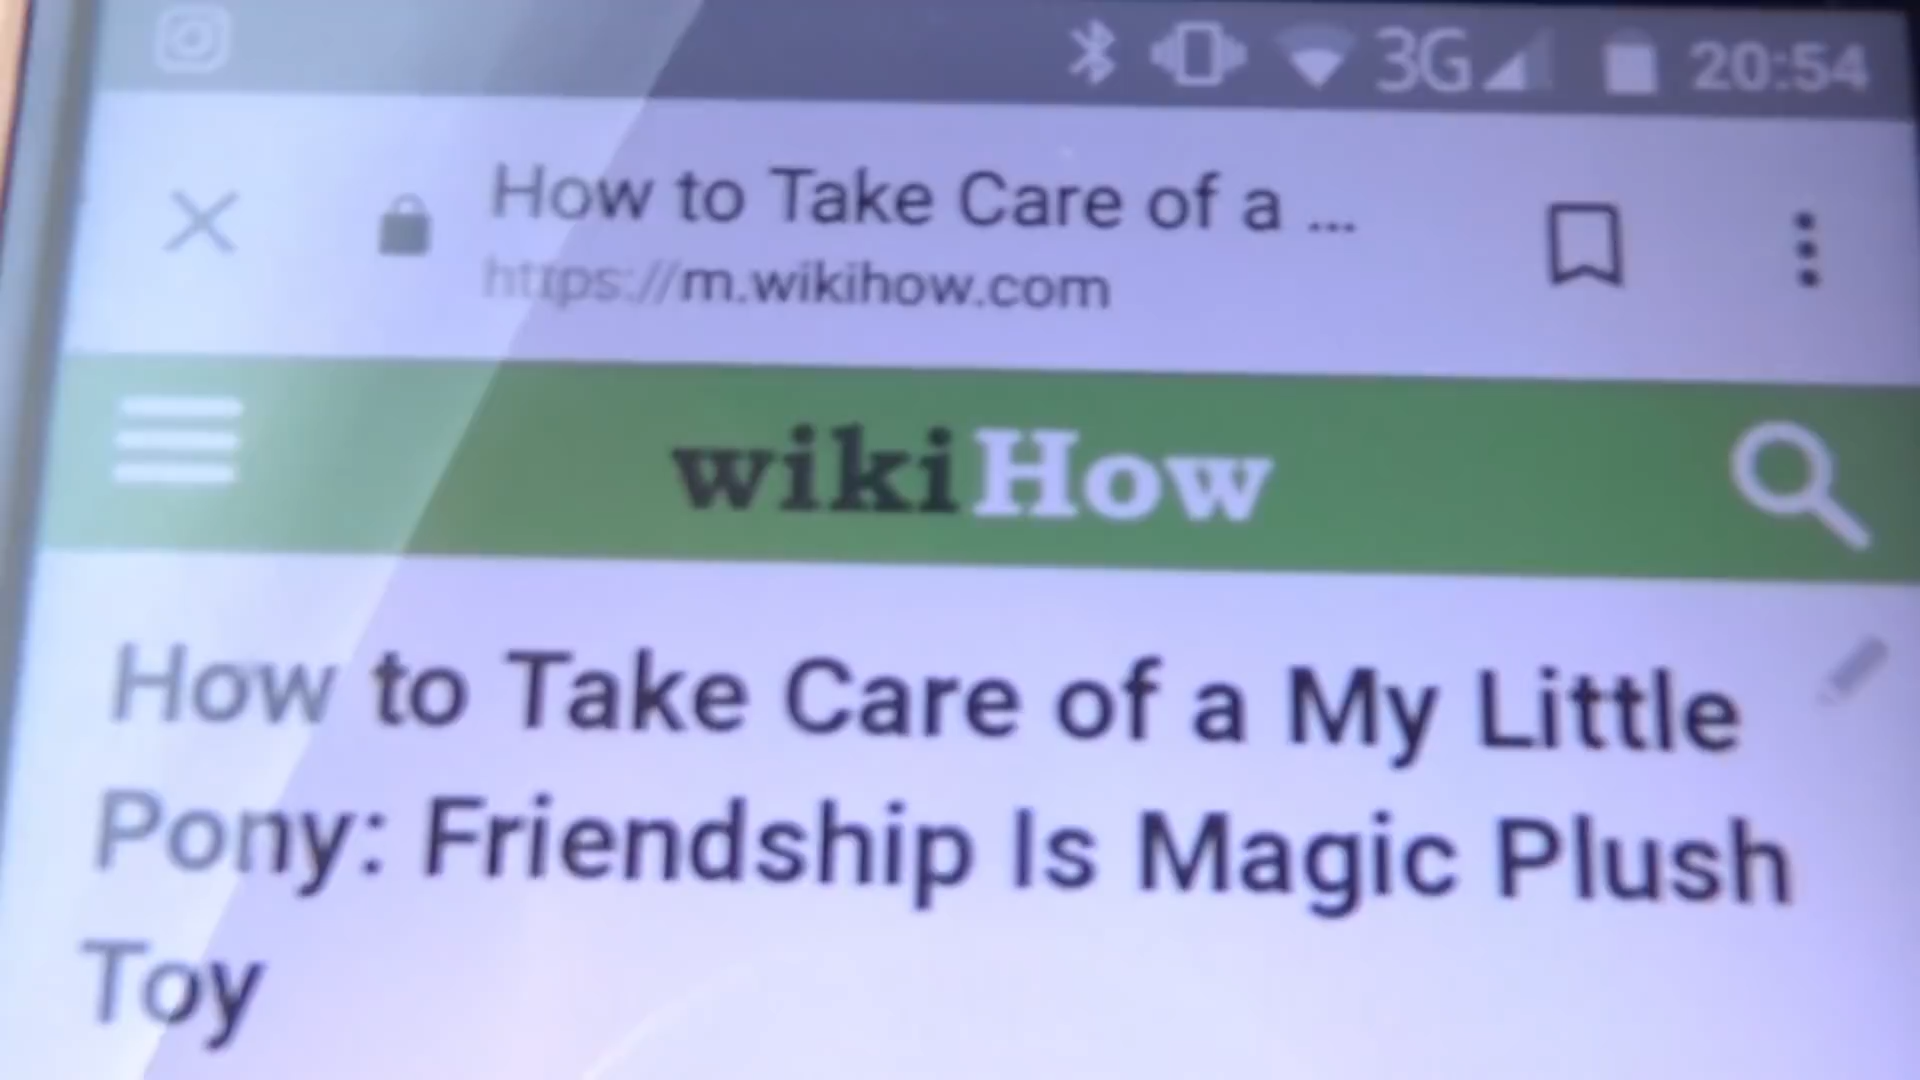 3G 20:54
How to Take Care of a ...
https://m.wikihow.com
wikiHow
How to Take Care of a My Little
Pony: Friendship Is Magic Plush
Toy